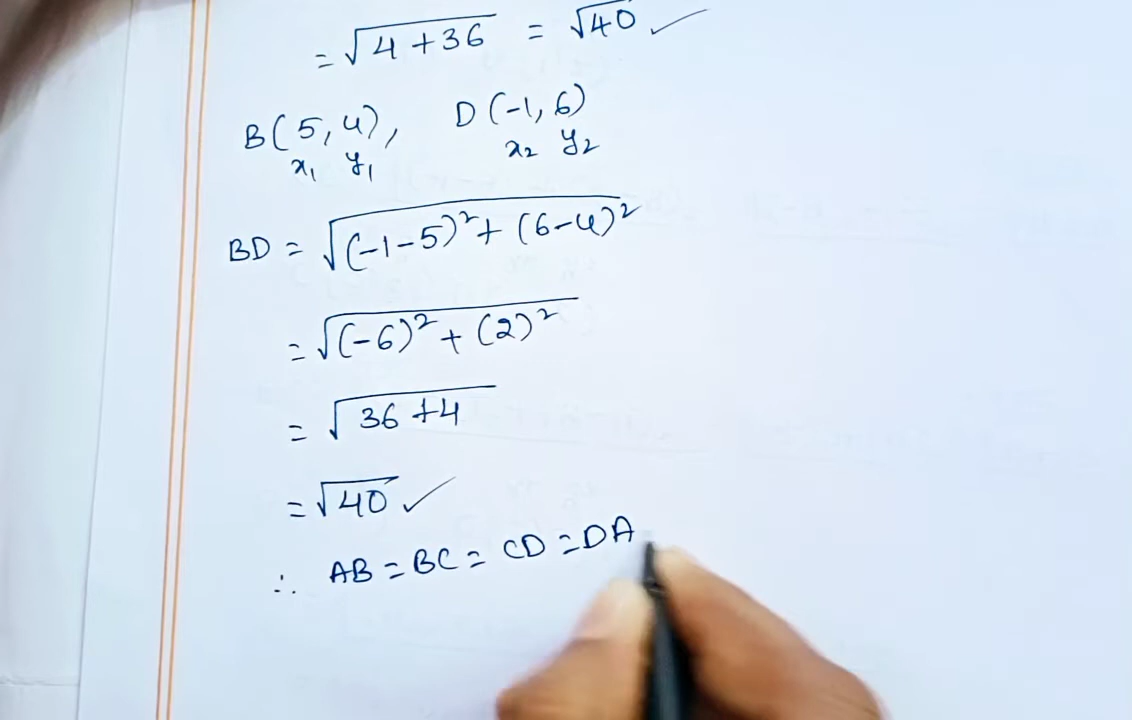 = √4 + 36 = √40 ✓
B(5, 4), D(-1, 6)
x₁ y₁ x₂ y₂
BD = √(-1-5)² + (6-4)²
= √(-6)² + (2)²
= √36 + 4
= √40 ✓
∴ AB = BC = CD = DA